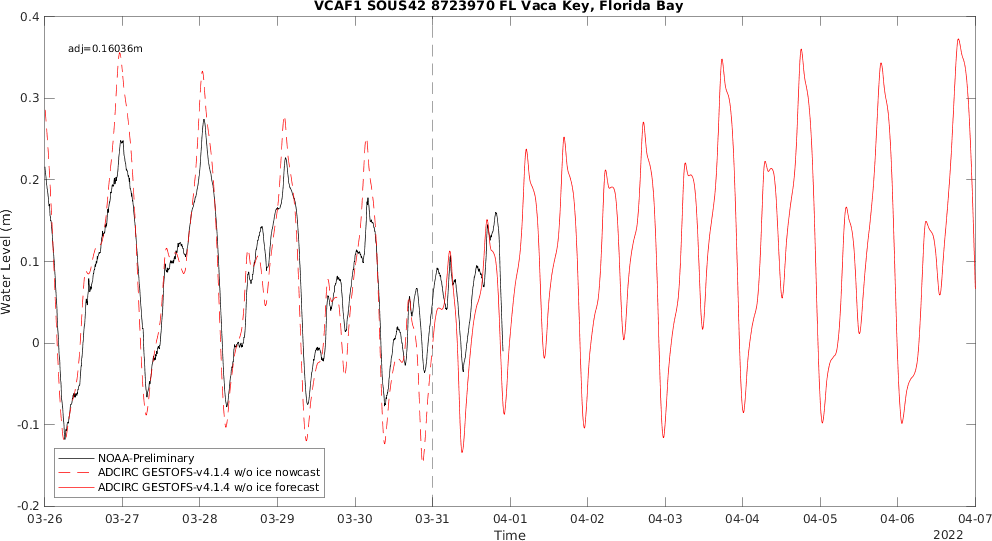 VCAF1 SOUS42 8723970 FL Vaca Key, Florida Bay
adj=0.16036m
Water Level (m)
0.4
0.3
0.2
0.1
0
-0.1
-0.2
NOAA-Preliminary
ADCIRC GESTOFS-v4.1.4 w/o ice nowcast
ADCIRC GESTOFS-v4.1.4 w/o ice forecast
03-26 03-27 03-28 03-29 03-30 03-31 04-01 04-02 04-03 04-04 04-05 04-06 04-07
Time
2022